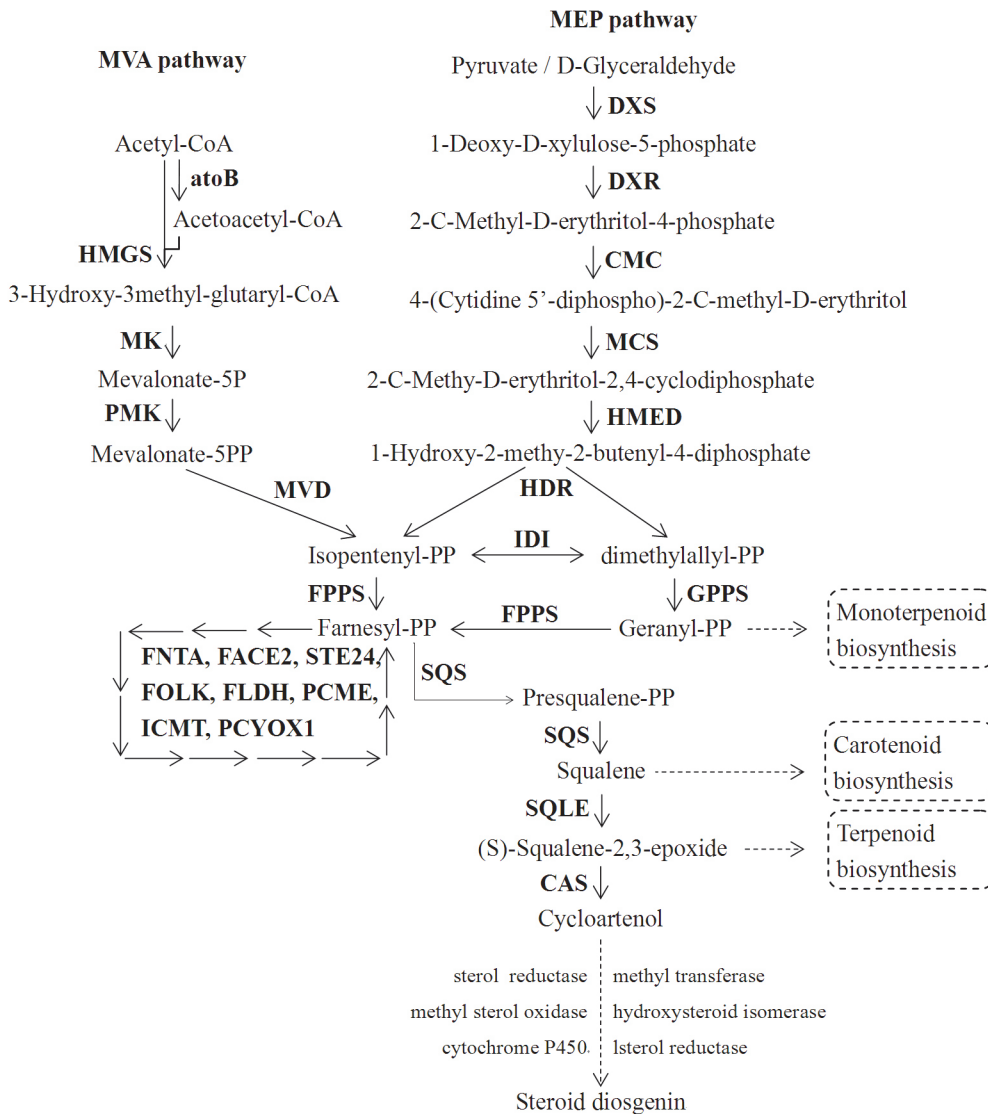 MVA pathway
Acetyl-CoA
atoB
Acetoacetyl-CoA
HMGS
3-Hydroxy-3methyl-glutaryl-CoA
MK
Mevalonate-5P
PMK
Mevalonate-5PP
MVD
MEP pathway
Pyruvate / D-Glyceraldehyde
DXS
1-Deoxy-D-xylulose-5-phosphate
DXR
2-C-Methyl-D-erythritol-4-phosphate
CMC
4-(Cytidine 5’-diphospho)-2-C-methyl-D-erythritol
MCS
2-C-Methy-D-erythritol-2,4-cyclodiphosphate
HMED
1-Hydroxy-2-methy-2-butenyl-4-diphosphate
HDR
Isopentenyl-PP
IDI
dimethylallyl-PP
FPPS
GPPS
Farnesyl-PP
FPPS
Geranyl-PP
Monoterpenoid
biosynthesis
FNTA, FACE2, STE24,
FOLK, FLDH, PCME,
ICMT, PCYOX1
SQS
Presqualene-PP
SQS
Squalene
Carotenoid
biosynthesis
SQLE
(S)-Squalene-2,3-epoxide
Terpenoid
biosynthesis
CAS
Cycloartenol
sterol reductase
methyl transferase
methyl sterol oxidase
hydroxysteroid isomerase
cytochrome P450.
lsterol reductase
Steroid diosgenin